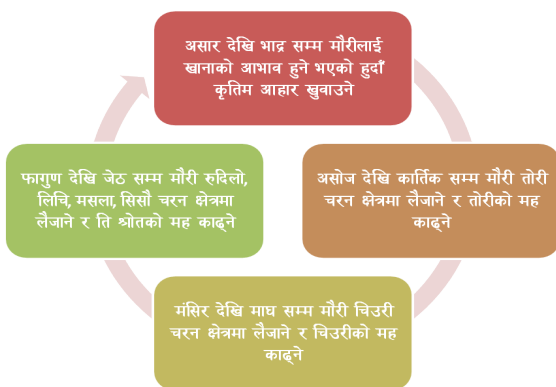 असार देखि भाद्र सम्म मौरीलाई
खानाको आभाव हुने भएको हुदाँ
कृतिम आहार खुवाउने
असोज देखि कार्तिक सम्म मौरी तोरी
चरन क्षेत्रमा लैजाने र तोरीको मह
काढ्ने
मंसिर देखि माघ सम्म मौरी चिउरी
चरन क्षेत्रमा लैजाने र चिउरीको मह
काढ्ने
फागुण देखि जेठ सम्म मौरी रुदिलो,
लिचि, मसला, सिसौ चरन क्षेत्रमा
लैजाने र ति श्रोतको मह काढ्ने